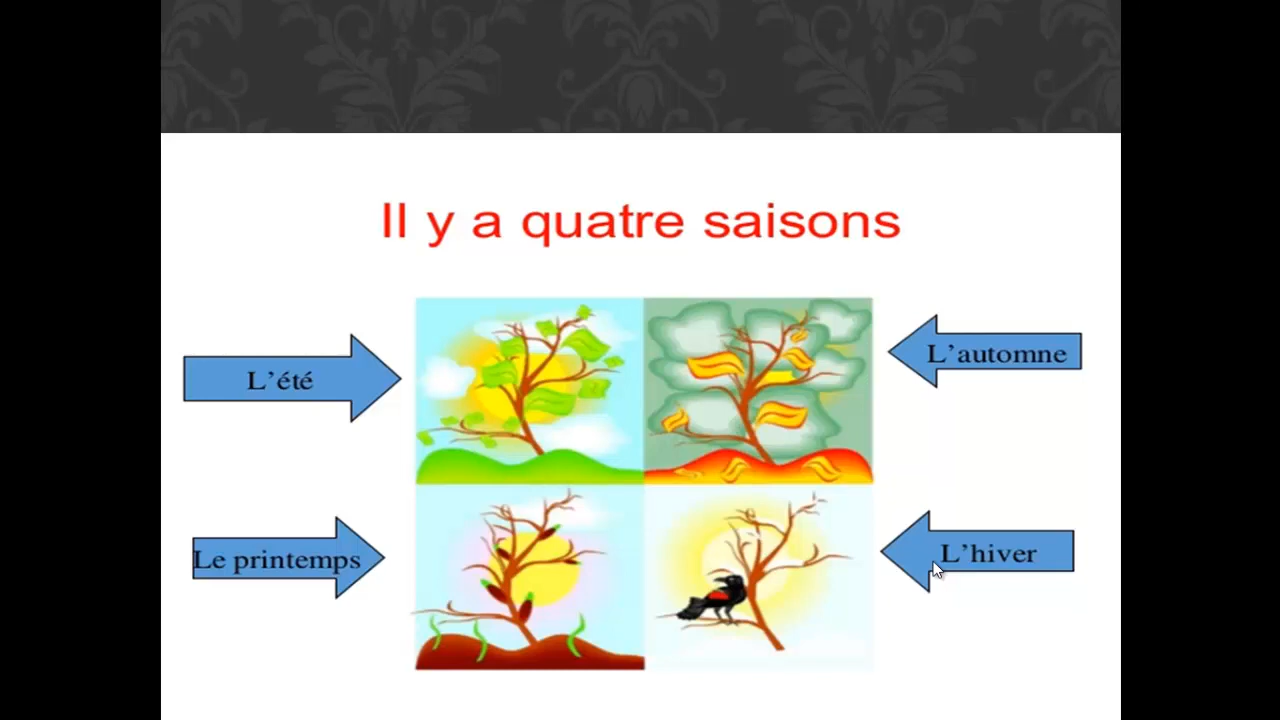 Il y a quatre saisons
L'été
L'automne
Le printemps
L'hiver